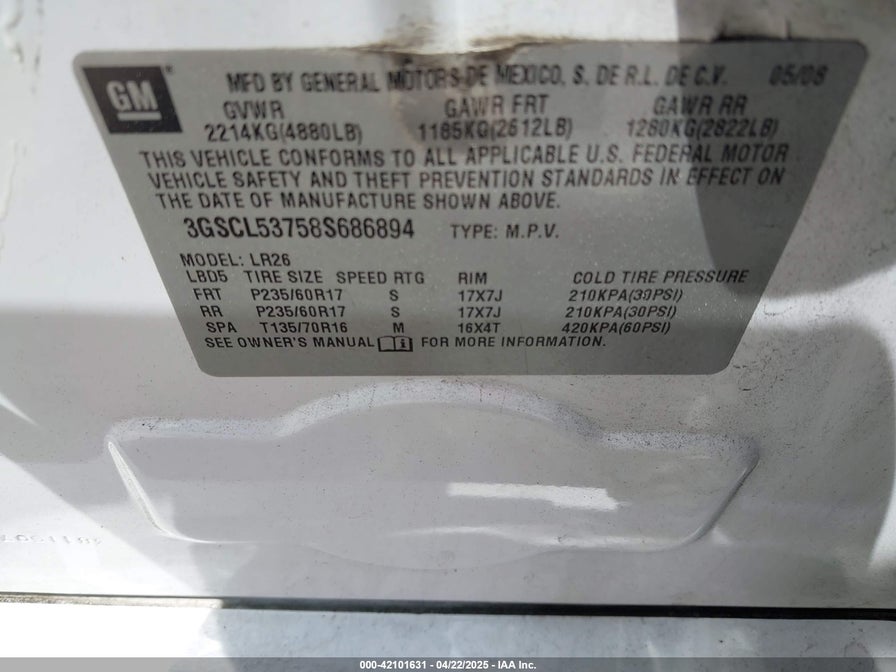 GM
MFD BY GENERAL MOTORS DE MEXICO, S. DE R.L. DE C.V. 05/08
GVWR GAWR FRT GAWR RR
2214KG(4880LB) 1185KG(2612LB) 1280KG(2822LB)
THIS VEHICLE CONFORMS TO ALL APPLICABLE U.S. FEDERAL MOTOR
VEHICLE SAFETY AND THEFT PREVENTION STANDARDS IN EFFECT ON
THE DATE OF MANUFACTURE SHOWN ABOVE.
3GSCL53758S686894 TYPE: M.P.V.
MODEL: LR26
LBD5 TIRE SIZE SPEED RTG RIM COLD TIRE PRESSURE
FRT P235/60R17 S 17X7J 210KPA(30PSI)
RR P235/60R17 S 17X7J 210KPA(30PSI)
SPA T135/70R16 M 16X4T 420KPA(60PSI)
SEE OWNER'S MANUAL FOR MORE INFORMATION.
000-42101631 - 04/22/2025 - IAA Inc.